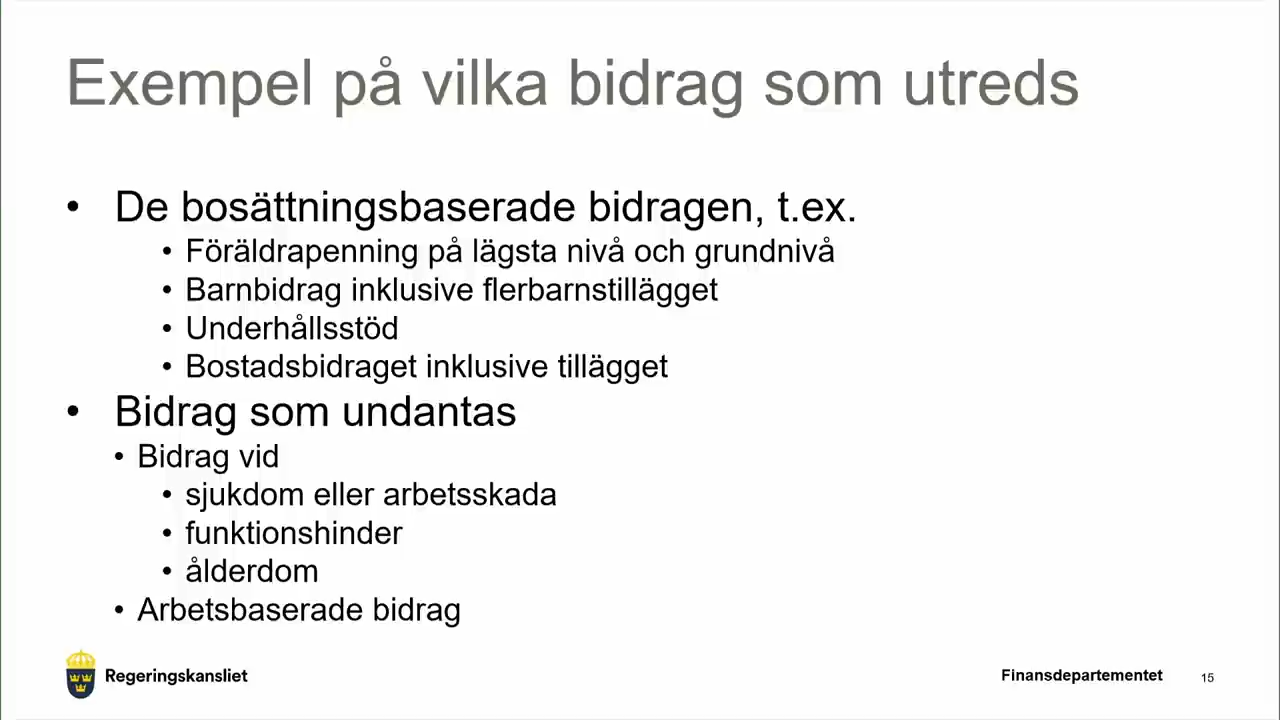 Exempel på vilka bidrag som utreds
• De bosättningsbaserade bidragen, t.ex.
• Föräldrapenning på lägsta nivå och grundnivå
• Barnbidrag inklusive flerbarnstillägget
• Underhållsstöd
• Bostadsbidraget inklusive tillägget
• Bidrag som undantas
• Bidrag vid
• sjukdom eller arbetsskada
• funktionshinder
• ålderdom
• Arbetsbaserade bidrag
Regeringskansliet
Finansdepartementet
15